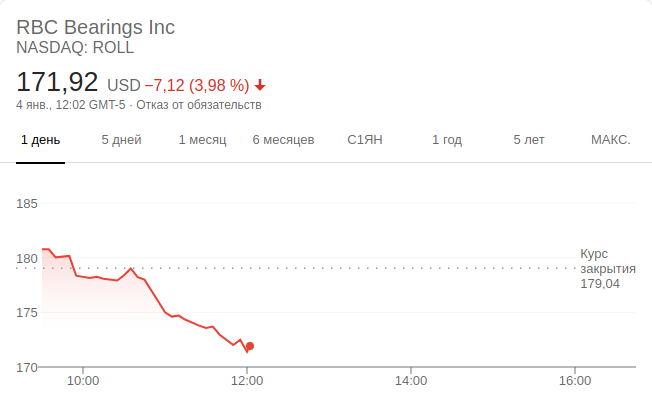 RBC Bearings Inc
NASDAQ: ROLL
171,92 USD −7,12 (3,98 %)
4 янв., 12:02 GMT-5 · Отказ от обязательств
1 день 5 дней 1 месяц 6 месяцев С1ЯН 1 год 5 лет МАКС.
185
180
175
170
Курс
закрытия
179,04
10:00 12:00 14:00 16:00